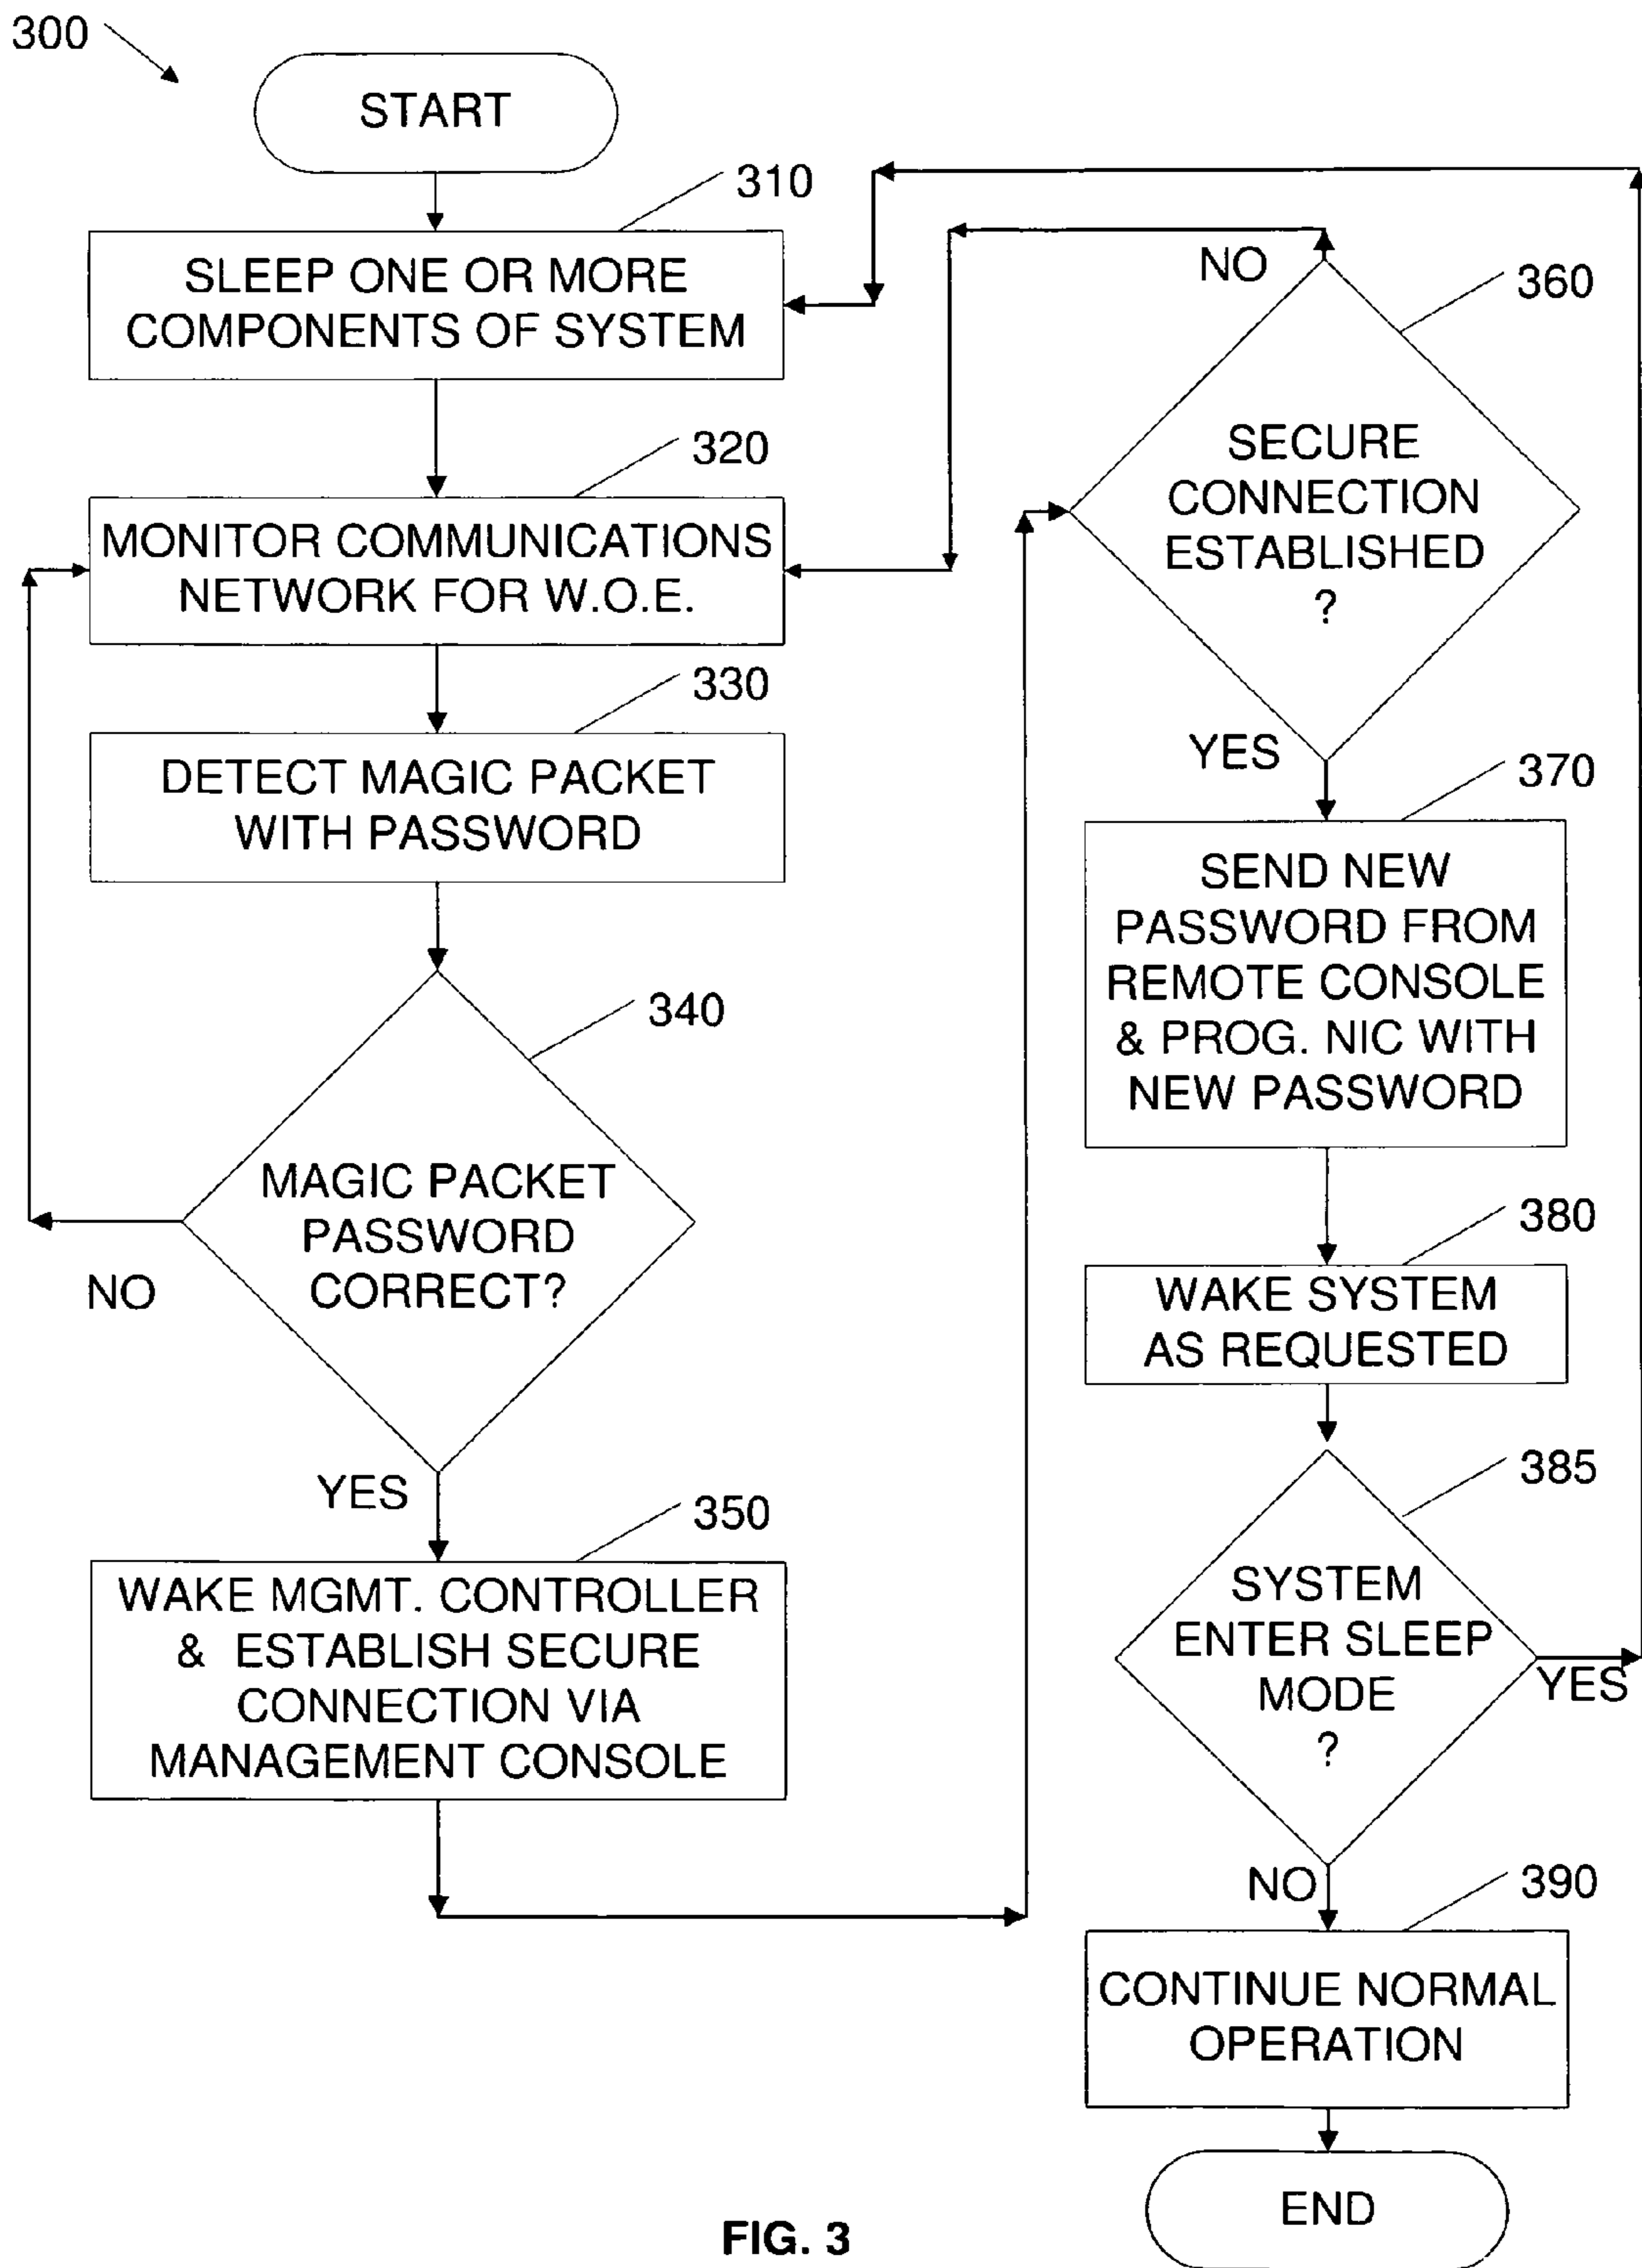 300
START
310
SLEEP ONE OR MORE
COMPONENTS OF SYSTEM
320
MONITOR COMMUNICATIONS
NETWORK FOR W.O.E.
330
DETECT MAGIC PACKET
WITH PASSWORD
340
MAGIC PACKET
PASSWORD
CORRECT?
NO
YES
350
WAKE MGMT. CONTROLLER
& ESTABLISH SECURE
CONNECTION VIA
MANAGEMENT CONSOLE
NO
360
SECURE
CONNECTION
ESTABLISHED
?
YES
370
SEND NEW
PASSWORD FROM
REMOTE CONSOLE
& PROG. NIC WITH
NEW PASSWORD
380
WAKE SYSTEM
AS REQUESTED
385
SYSTEM
ENTER SLEEP
MODE
?
YES
NO
390
CONTINUE NORMAL
OPERATION
END
FIG. 3